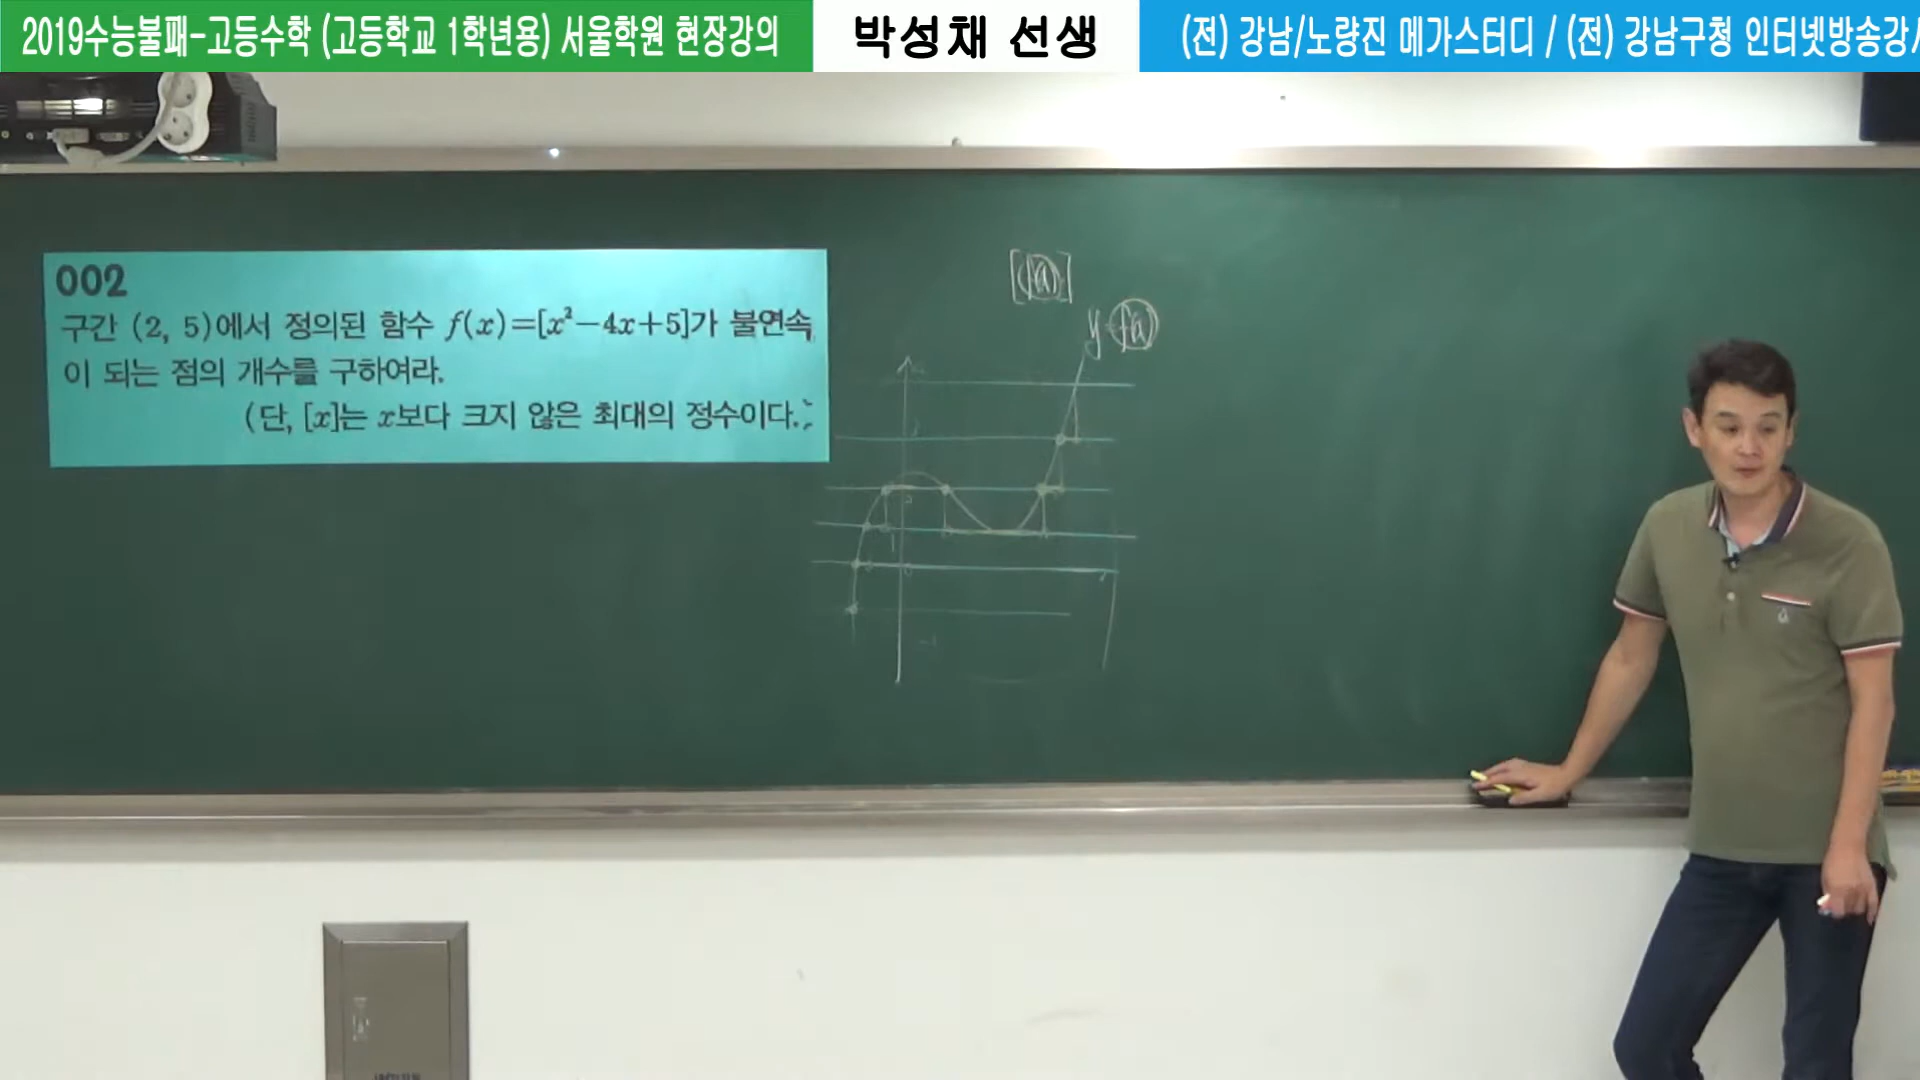 2019수능불패-고등수학 (고등학교 1학년용) 서울학원 현장강의
박성채 선생
(전) 강남/노량진 메가스터디 / (전) 강남구청 인터넷방송강사
002
구간 (2, 5)에서 정의된 함수 f(x)=[x²-4x+5]가 불연속
이 되는 점의 개수를 구하여라.
(단, [x]는 x보다 크지 않은 최대의 정수이다.)